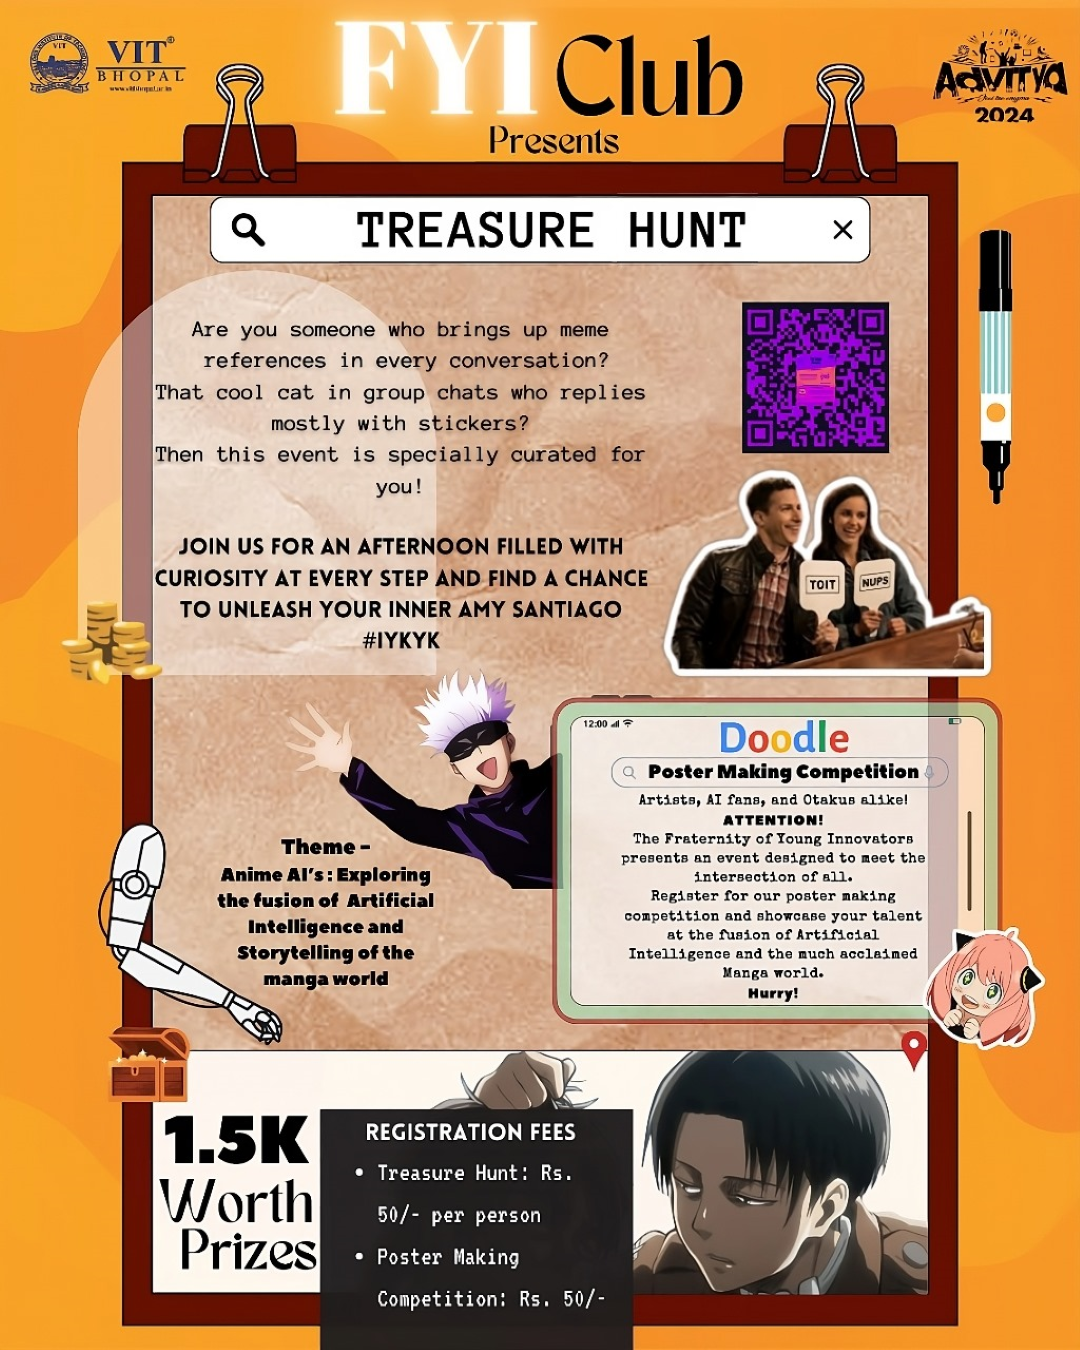 VIT®
BHOPAL
www.vitbhopal.ac.in
FYI Club
Presents
AdVITya
2024
TREASURE HUNT
Are you someone who brings up meme
references in every conversation?
That cool cat in group chats who replies
mostly with stickers?
Then this event is specially curated for
you!
JOIN US FOR AN AFTERNOON FILLED WITH
CURIOSITY AT EVERY STEP AND FIND A CHANCE
TO UNLEASH YOUR INNER AMY SANTIAGO
#IYKYK
TOIT
NUPS
12:00
Doodle
Poster Making Competition
Artists, AI fans, and Otakus alike!
ATTENTION!
The Fraternity of Young Innovators
presents an event designed to meet the
intersection of all.
Register for our poster making
competition and showcase your talent
at the fusion of Artificial
Intelligence and the much acclaimed
Manga world.
Hurry!
Theme -
Anime AI's : Exploring
the fusion of Artificial
Intelligence and
Storytelling of the
manga world
1.5K
Worth
Prizes
REGISTRATION FEES
• Treasure Hunt: Rs.
50/- per person
• Poster Making
Competition: Rs. 50/-